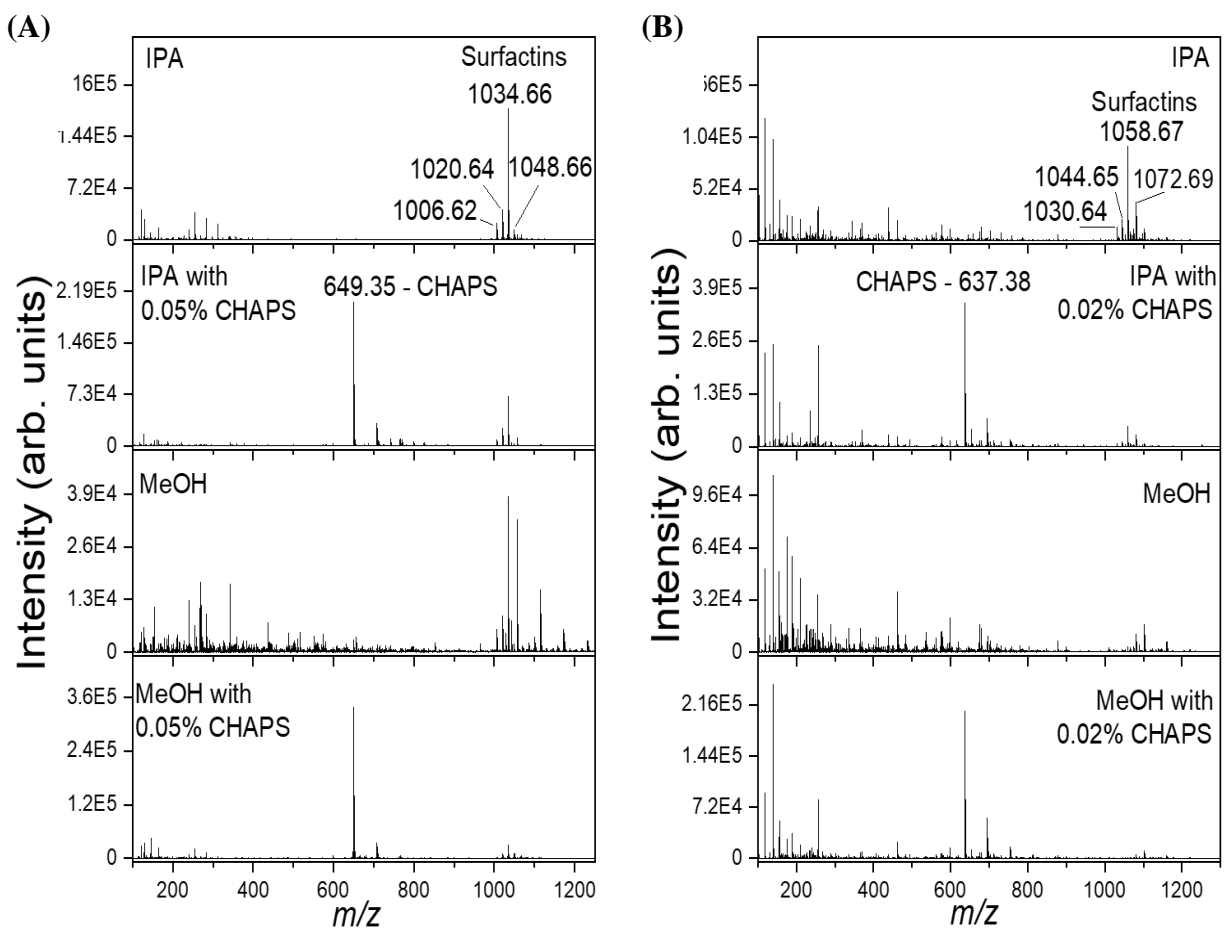 (A)
IPA
Surfactins
1034.66
1020.64
1048.66
1006.62
16E5
1.44E5
7.2E4
0
IPA with
0.05% CHAPS
649.35 - CHAPS
2.19E5
1.46E5
7.3E4
0
MeOH
3.9E4
2.6E4
1.3E4
0
MeOH with
0.05% CHAPS
3.6E5
2.4E5
1.2E5
0
200 400 600 800 1000 1200
m/z
Intensity (arb. units)
(B)
IPA
Surfactins
1058.67
1044.65
1072.69
1030.64
56E5
1.04E5
5.2E4
0
CHAPS - 637.38
IPA with
0.02% CHAPS
3.9E5
2.6E5
1.3E5
0
MeOH
9.6E4
6.4E4
3.2E4
0
MeOH with
0.02% CHAPS
2.16E5
1.44E5
7.2E4
0
200 400 600 800 1000 1200
m/z
Intensity (arb. units)